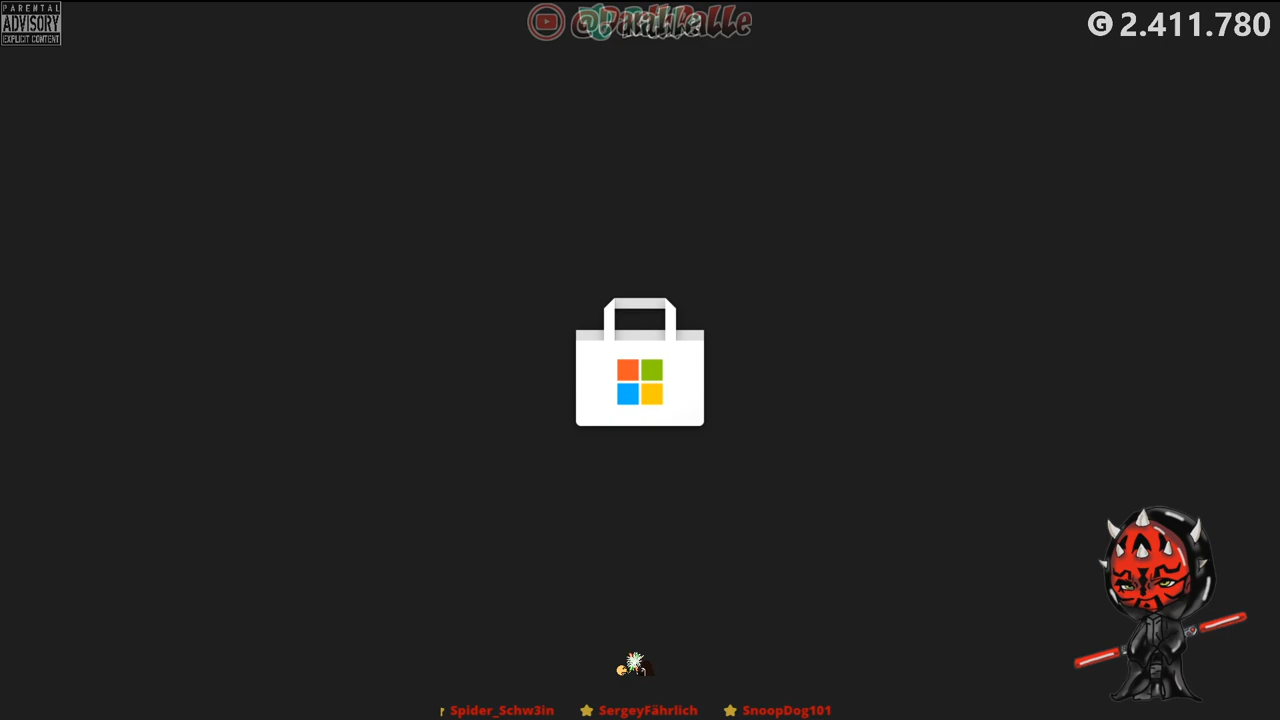 PARENTAL
ADVISORY
EXPLICIT CONTENT
G 2.411.780
Spider_Schw3in
SergeyFährlich
SnoopDog101